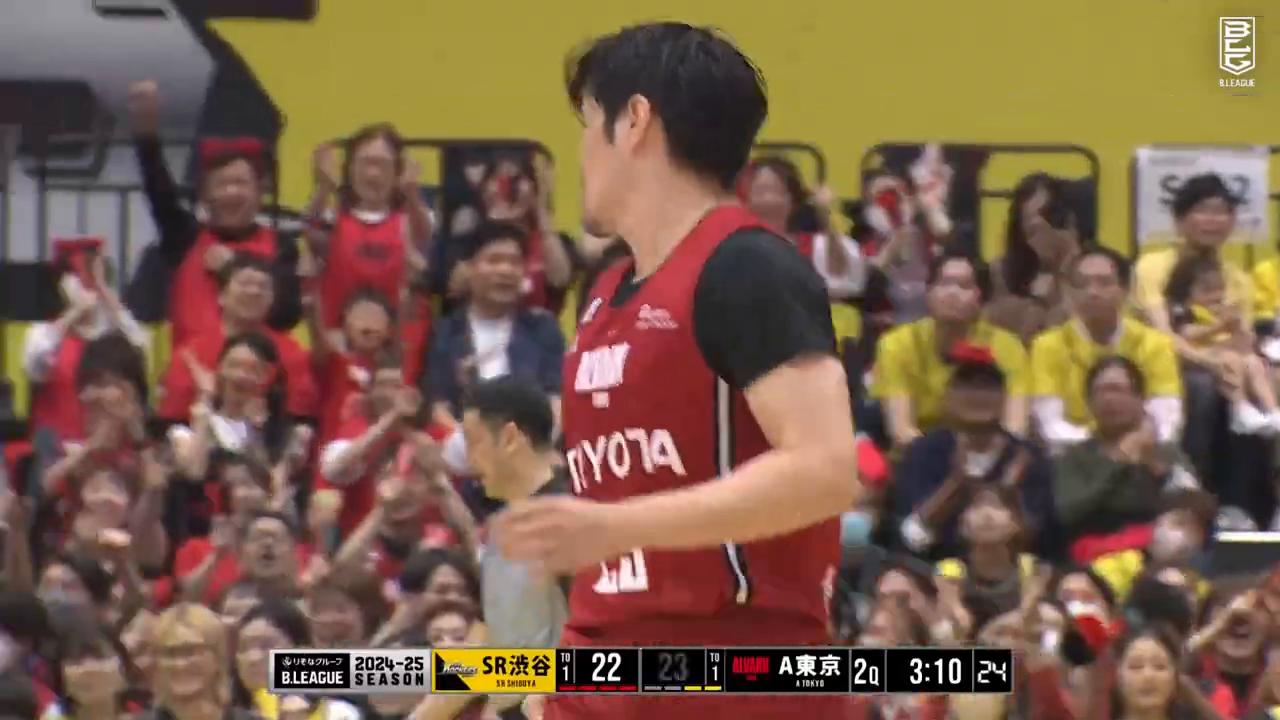 B.LEAGUE
ALVARK
TOYOTA
りそなグループ
B.LEAGUE
2024-25
SEASON
SR渋谷
SR SHIBUYA
TO
1
22
23
TO
1
ALVARK
A東京
A TOKYO
2Q
3:10
24